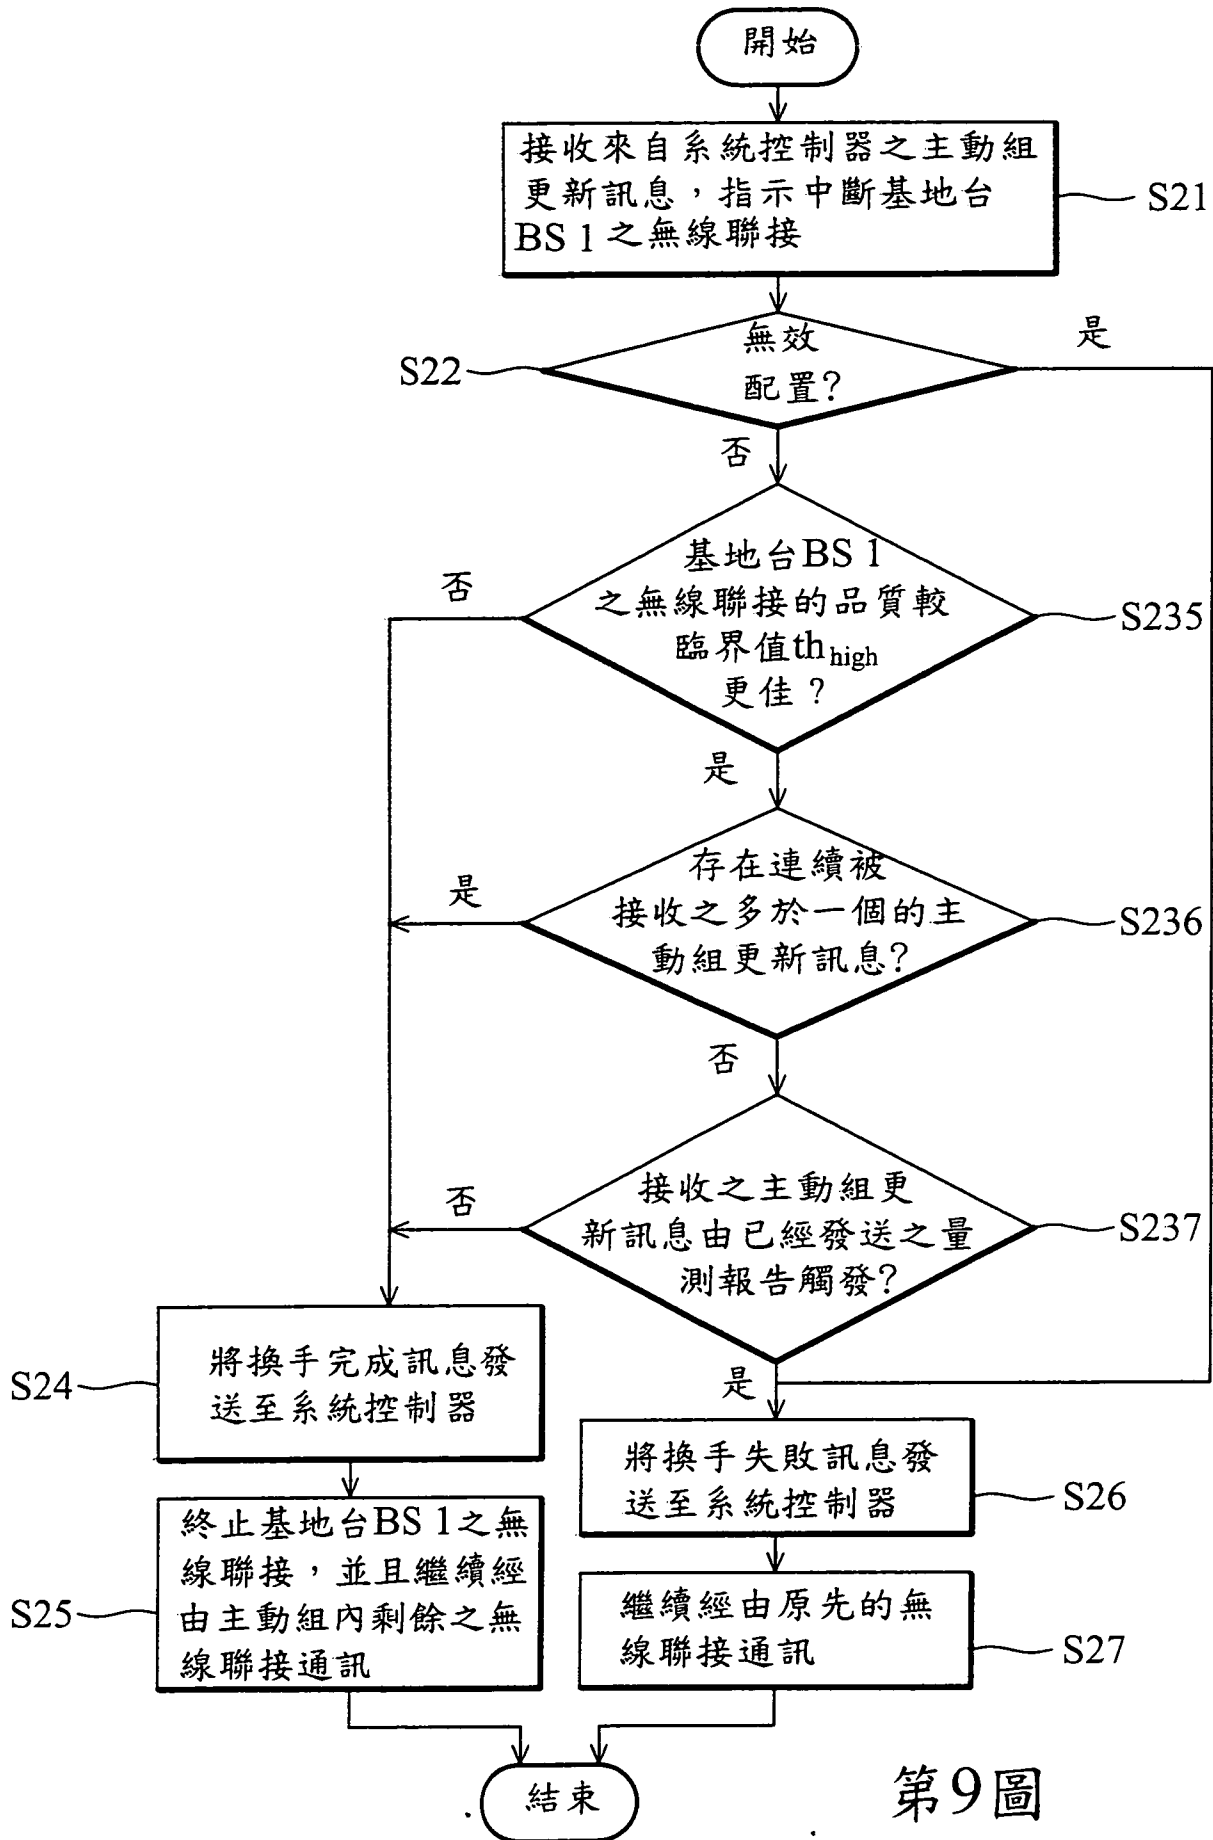 開始
接收來自系統控制器之主動組
更新訊息，指示中斷基地台
BS 1之無線聯接
S21
無效
配置?
是
S22
否
基地台BS 1
之無線聯接的品質較
臨界值thhigh
更佳？
否
S235
是
存在連續被
接收之多於一個的主
動組更新訊息?
是
S236
否
接收之主動組更
新訊息由已經發送之量
測報告觸發?
否
S237
是
將換手完成訊息發
送至系統控制器
S24
將換手失敗訊息發
送至系統控制器
S26
終止基地台BS 1之無
線聯接，並且繼續經
由主動組內剩餘之無
線聯接通訊
S25
繼續經由原先的無
線聯接通訊
S27
結束
第9圖